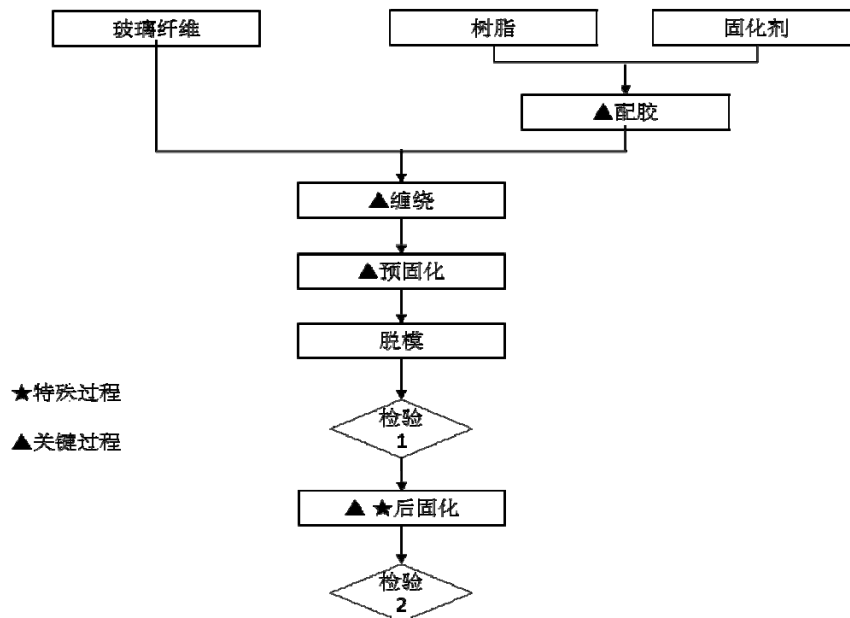 玻璃纤维
树脂
固化剂
▲配胶
▲缠绕
▲预固化
脱模
★特殊过程
检验
1
▲关键过程
▲ ★后固化
检验
2